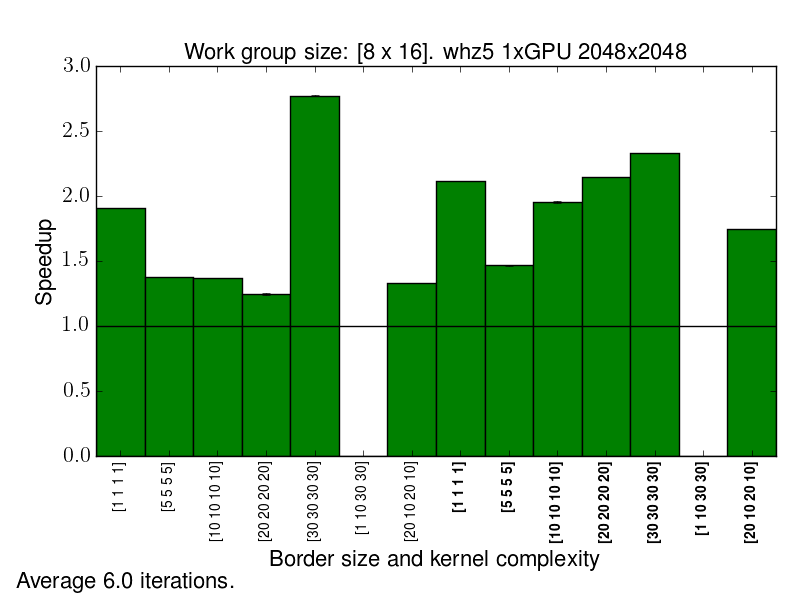 Work group size: [8 x 16]. whz5 1xGPU 2048x2048
3.0
2.5
2.0
1.5
1.0
0.5
0.0
Speedup
[1 1 1 1]
[5 5 5 5]
[10 10 10 10]
[20 20 20 20]
[30 30 30 30]
[1 10 30 30]
[20 10 20 10]
[1 1 1 1]
[5 5 5 5]
[10 10 10 10]
[20 20 20 20]
[30 30 30 30]
[1 10 30 30]
[20 10 20 10]
Border size and kernel complexity
Average 6.0 iterations.